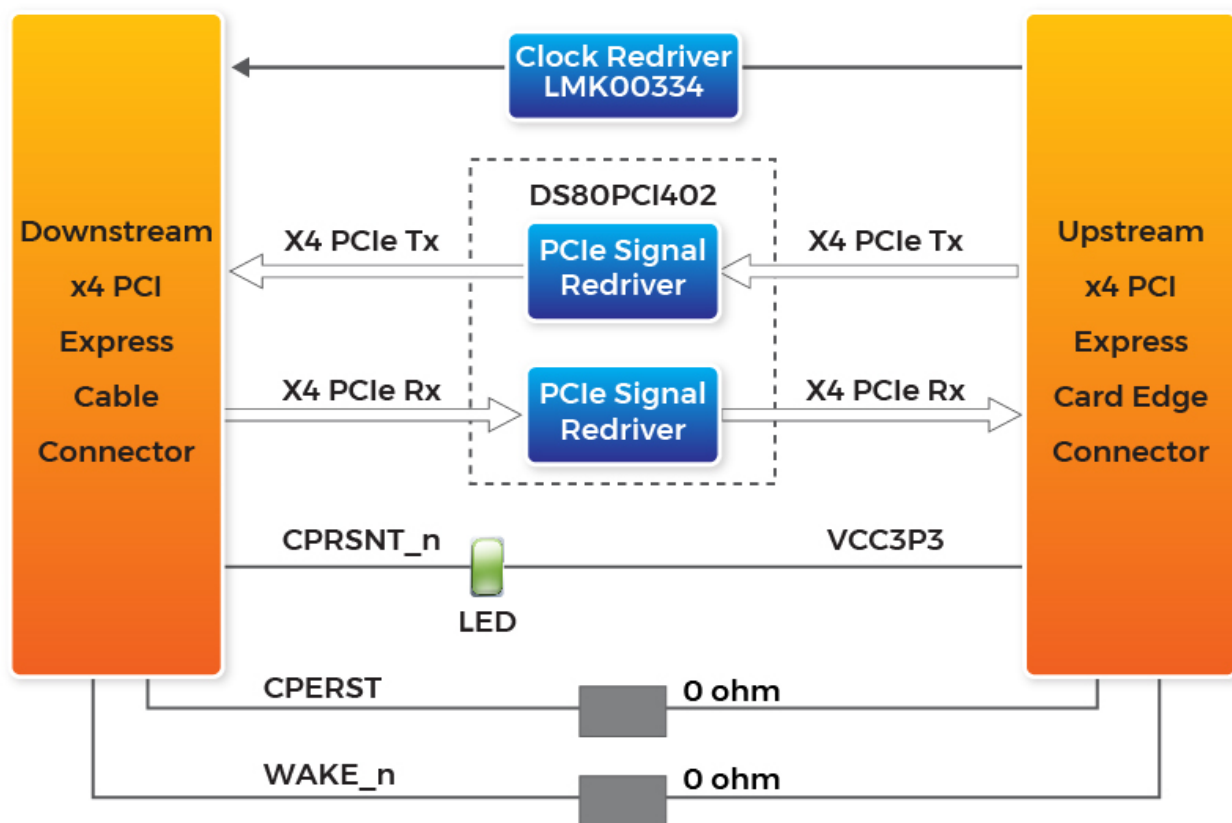 Clock Redriver
LMK00334
DS80PCI402
Downstream
x4 PCI
Express
Cable
Connector
X4 PCIe Tx
PCIe Signal
Redriver
X4 PCIe Tx
Upstream
x4 PCI
Express
Card Edge
Connector
X4 PCIe Rx
PCIe Signal
Redriver
X4 PCIe Rx
CPRSNT_n
VCC3P3
LED
CPERST
0 ohm
WAKE_n
0 ohm